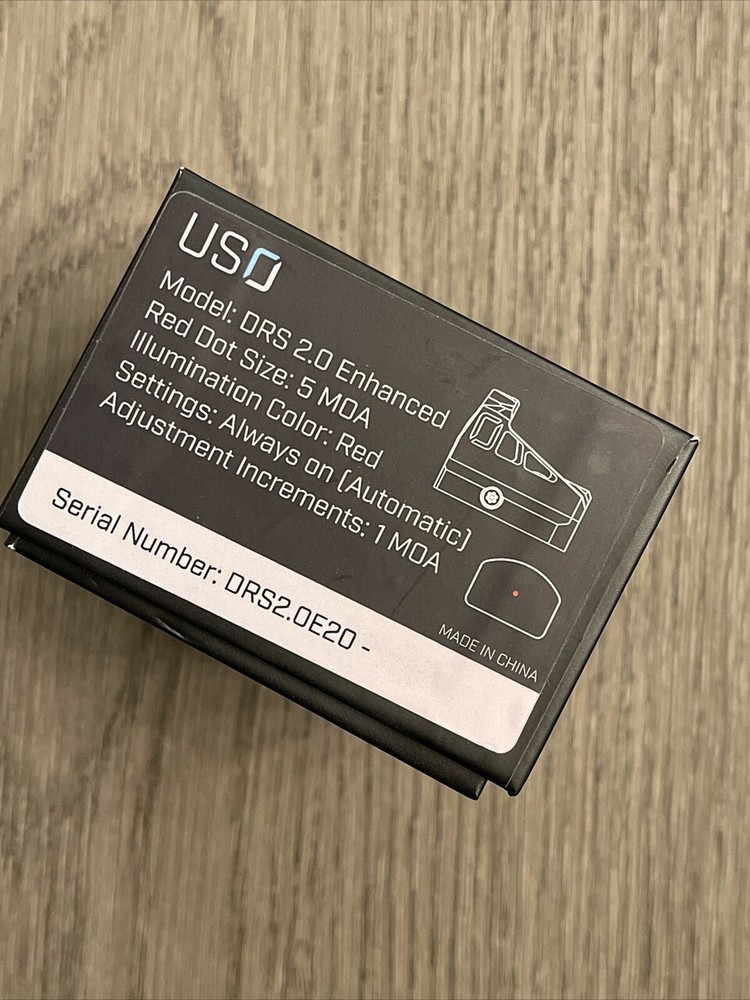 USO
Model: DRS 2.0 Enhanced
Red Dot Size: 5 MOA
Illumination Color: Red
Settings: Always on (Automatic)
Adjustment Increments: 1 MOA
Serial Number: DRS2.0E20 -
MADE IN CHINA